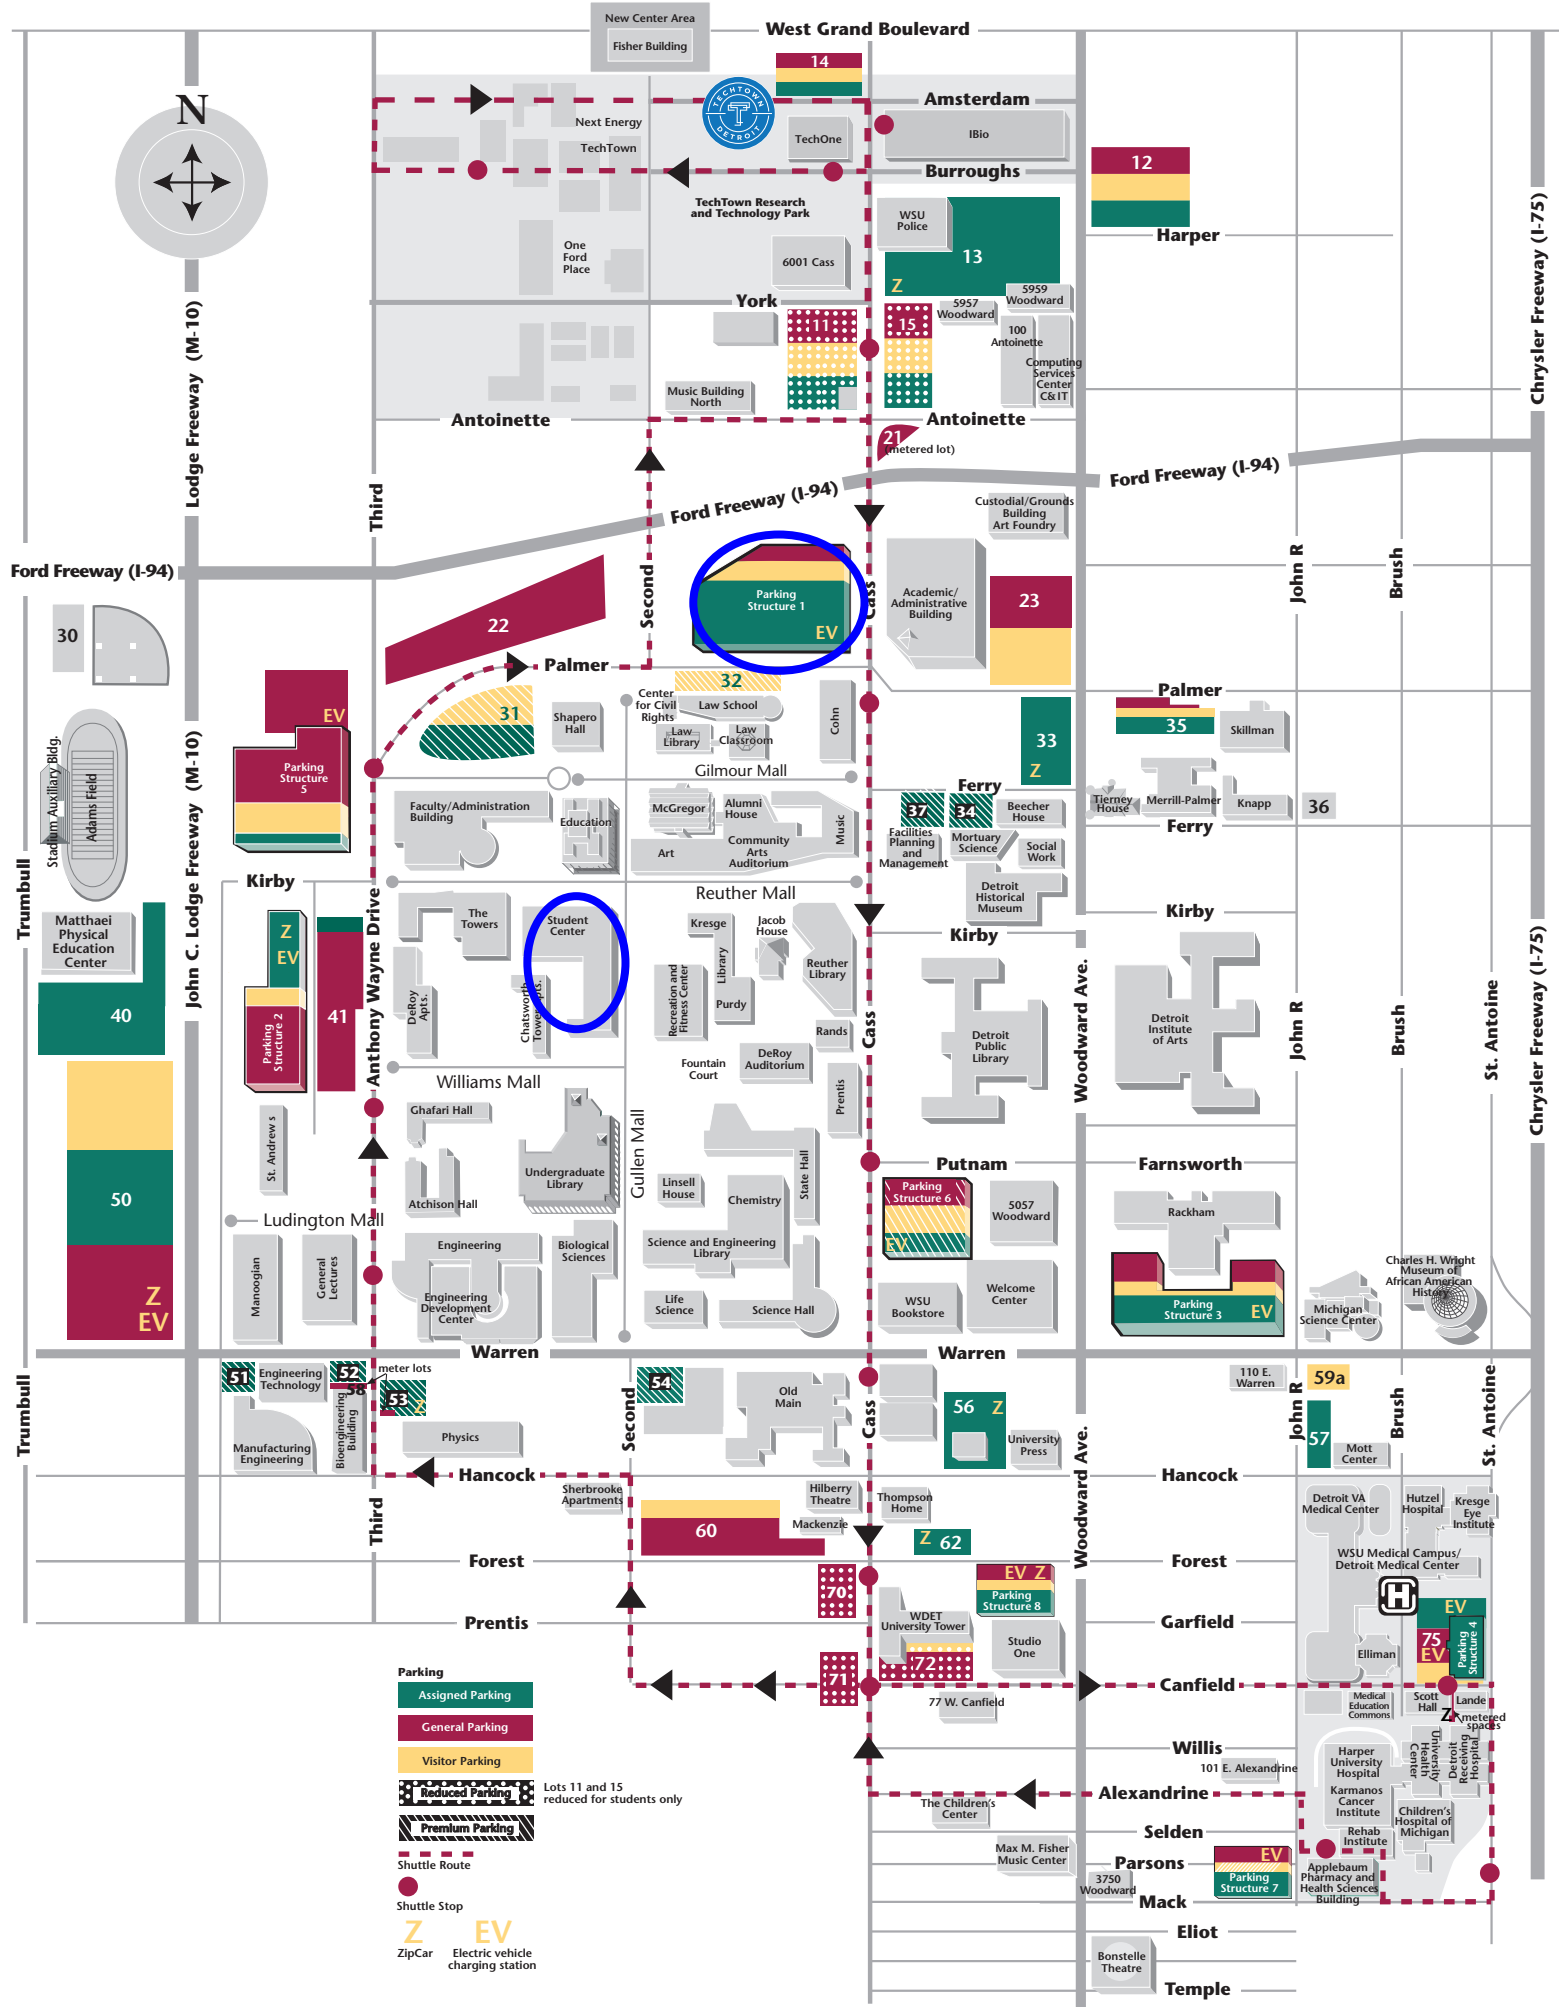 New Center Area
Fisher Building
West Grand Boulevard
14
N
TECHTOWN
T
DETROIT
Amsterdam
Next Energy
TechTown
TechOne
IBio
Burroughs
12
TechTown Research
and Technology Park
WSU
Police
Harper
13
Z
One
Ford
Place
6001 Cass
York
5959
Woodward
5957
Woodward
11
15
100
Antoinette
Computing
Services
Center
C&IT
Music Building
North
Antoinette
Antoinette
21
(metered lot)
Lodge Freeway (M-10)
Chrysler Freeway (I-75)
Third
Ford Freeway (I-94)
Ford Freeway (I-94)
Ford Freeway (I-94)
Custodial/Grounds
Building
Art Foundry
Second
Cass
John R
Brush
Parking
Structure 1
EV
Academic/
Administrative
Building
23
30
22
Palmer
32
Center
for Civil
Rights
Law School
Law
Library
Law
Classroom
Cohn
31
Shapero
Hall
Palmer
35
Skillman
33
Z
EV
Parking
Structure
5
Stadium Auxiliary Bldg.
Adams Field
John C. Lodge Freeway (M-10)
Trumbull
Gilmour Mall
Ferry
Faculty/Administration
Building
Education
McGregor
Alumni
House
Community
Arts
Auditorium
Art
Music
37
34
Beecher
House
Facilities
Planning
and
Management
Mortuary
Science
Social
Work
Detroit
Historical
Museum
Tierney
House
Merrill-Palmer
Knapp
36
Ferry
Kirby
Reuther Mall
Kirby
Kirby
Matthaei
Physical
Education
Center
40
Z
EV
Parking
Structure 2
41
Anthony Wayne Drive
The
Towers
Student
Center
DeRoy
Apts.
Chatsworth
Tower Apts.
Kresge
Library
Purdy
Jacob
House
Reuther
Library
Recreation and
Fitness Center
Rands
Fountain
Court
DeRoy
Auditorium
Prentis
Cass
Detroit
Public
Library
Woodward Ave.
Detroit
Institute
of Arts
John R
Brush
St. Antoine
Chrysler Freeway (I-75)
Williams Mall
Ghafari Hall
St. Andrews
Atchison Hall
Undergraduate
Library
Gullen Mall
Linsell
House
Chemistry
State Hall
Putnam
Farnsworth
Parking
Structure 6
EV
5057
Woodward
Rackham
50
Z
EV
Ludington Mall
Manoogian
General
Lectures
Engineering
Engineering
Development
Center
Biological
Sciences
Science and Engineering
Library
Life
Science
Science Hall
WSU
Bookstore
Welcome
Center
Parking
Structure 3
EV
Michigan
Science Center
Charles H. Wright
Museum of
African American
History
Warren
Warren
51
Engineering
Technology
52
58
meter lots
53
Z
54
Manufacturing
Engineering
Bioengineering
Building
Physics
Trumbull
Second
Old
Main
Cass
56
Z
University
Press
Woodward Ave.
110 E.
Warren
John R
59a
57
Brush
Mott
Center
St. Antoine
Hancock
Hancock
Third
Sherbrooke
Apartments
Hilberry
Theatre
Mackenzie
Thompson
Home
60
Z 62
Detroit VA
Medical Center
Hutzel
Hospital
Kresge
Eye
Institute
WSU Medical Campus/
Detroit Medical Center
H
Forest
Forest
70
EV Z
Parking
Structure 8
Prentis
Garfield
WDET
University Tower
Studio
One
71
72
EV
75
EV
Parking
Structure 4
Elliman
Canfield
77 W. Canfield
Medical
Education
Commons
Scott
Hall
Lande
Z
metered
spaces
Parking
Assigned Parking
General Parking
Visitor Parking
Reduced Parking
Lots 11 and 15
reduced for students only
Premium Parking
Shuttle Route
Shuttle Stop
Z
EV
ZipCar
Electric vehicle
charging station
Willis
101 E. Alexandrine
Alexandrine
The Children's
Center
Selden
Max M. Fisher
Music Center
Parsons
3750
Woodward
EV
Parking
Structure 7
Mack
Harper
University
Hospital
Karmanos
Cancer
Institute
University
Health
Center
Detroit
Receiving
Hospital
Children's
Hospital of
Michigan
Rehab
Institute
Applebaum
Pharmacy and
Health Sciences
Building
Eliot
Bonstelle
Theatre
Temple